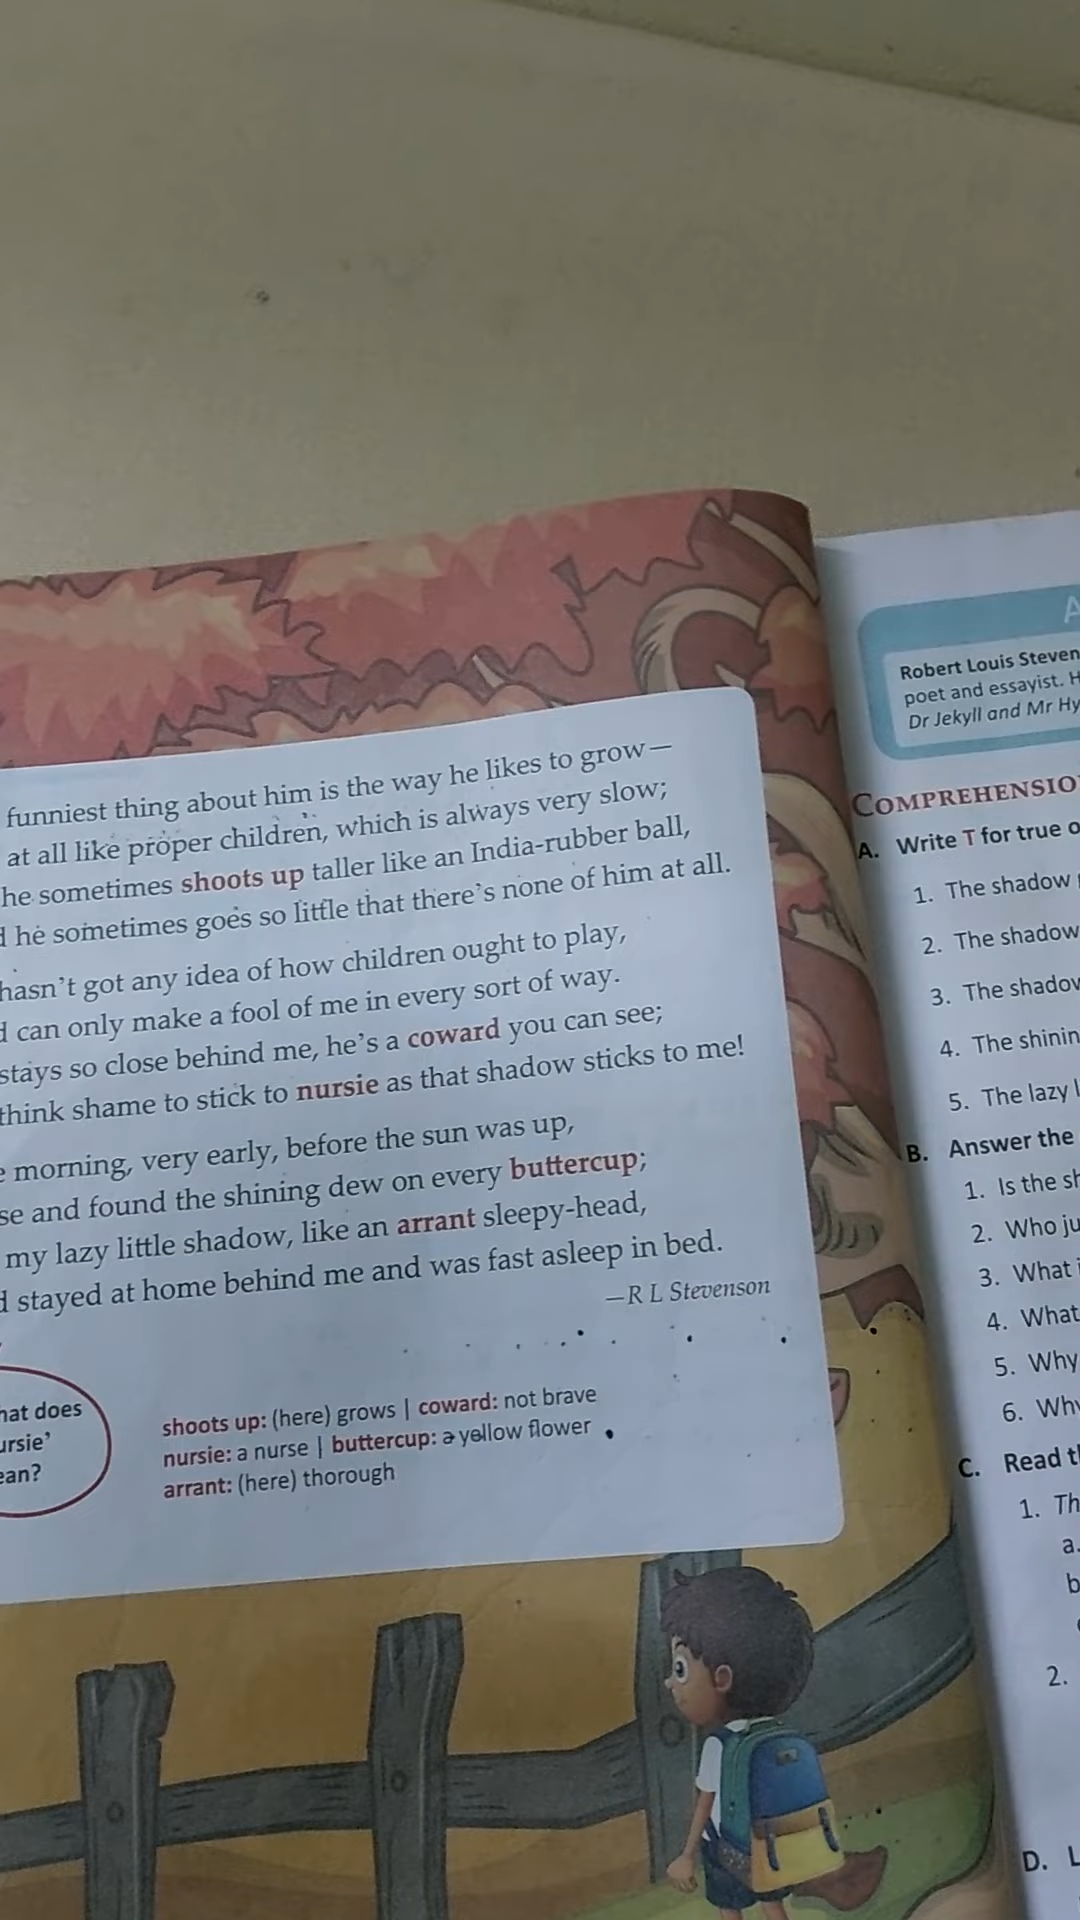 funniest thing about him is the way he likes to grow—
at all like proper children, which is always very slow;
he sometimes shoots up taller like an India-rubber ball,
he sometimes goes so little that there's none of him at all.
hasn't got any idea of how children ought to play,
can only make a fool of me in every sort of way.
stays so close behind me, he's a coward you can see;
think shame to stick to nursie as that shadow sticks to me!
morning, very early, before the sun was up,
se and found the shining dew on every buttercup;
my lazy little shadow, like an arrant sleepy-head,
stayed at home behind me and was fast asleep in bed.
—R L Stevenson
hat does
ursie'
ean?
shoots up: (here) grows | coward: not brave
nursie: a nurse | buttercup: a yellow flower
arrant: (here) thorough
A
Robert Louis Steven
poet and essayist. H
Dr Jekyll and Mr Hy
COMPREHENSIO
A. Write T for true o
1. The shadow
2. The shadow
3. The shadow
4. The shinin
5. The lazy l
B. Answer the
1. Is the sh
2. Who ju
3. What i
4. What
5. Why
6. Why
C. Read th
1. Th
a.
b
2.
D. L